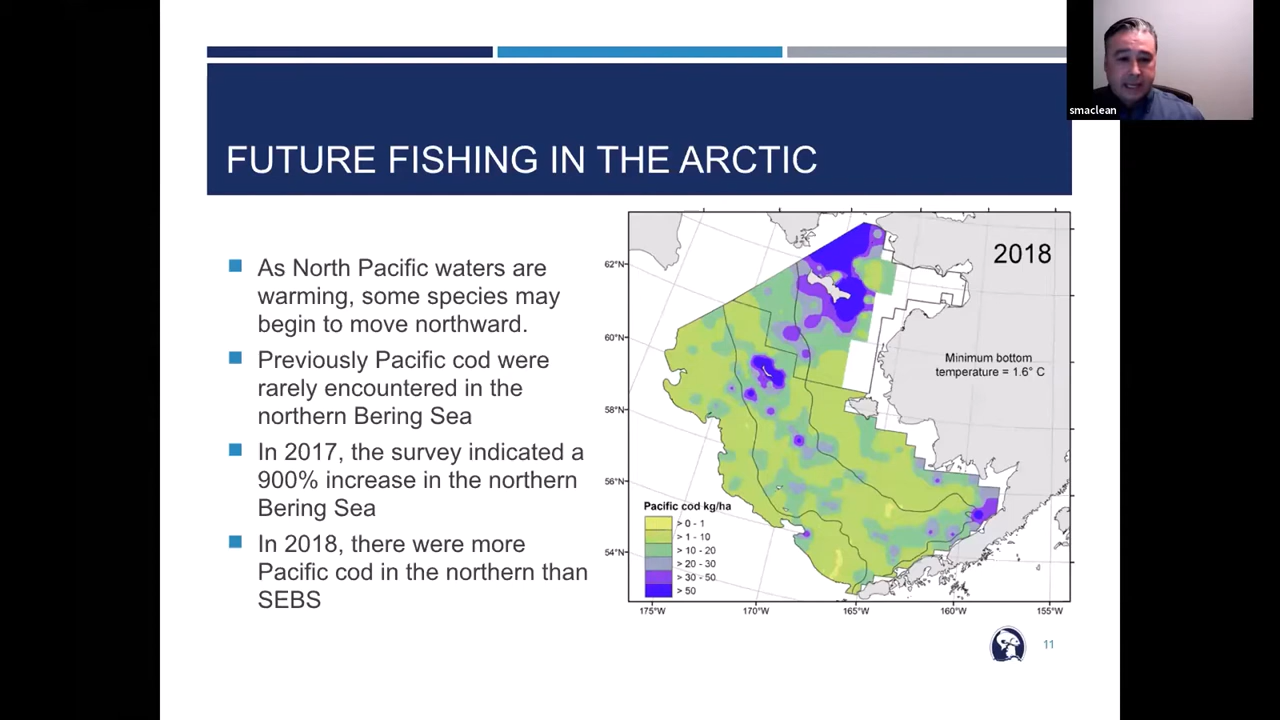 smaclean
FUTURE FISHING IN THE ARCTIC
As North Pacific waters are
warming, some species may
begin to move northward.
Previously Pacific cod were
rarely encountered in the
northern Bering Sea
In 2017, the survey indicated a
900% increase in the northern
Bering Sea
In 2018, there were more
Pacific cod in the northern than
SEBS
2018
Minimum bottom
temperature = 1.6° C
62°N
60°N
58°N
56°N
54°N
Pacific cod kg/ha
> 0 - 1
> 1 - 10
> 10 - 20
> 20 - 30
> 30 - 50
> 50
175°W
170°W
165°W
160°W
155°W
11